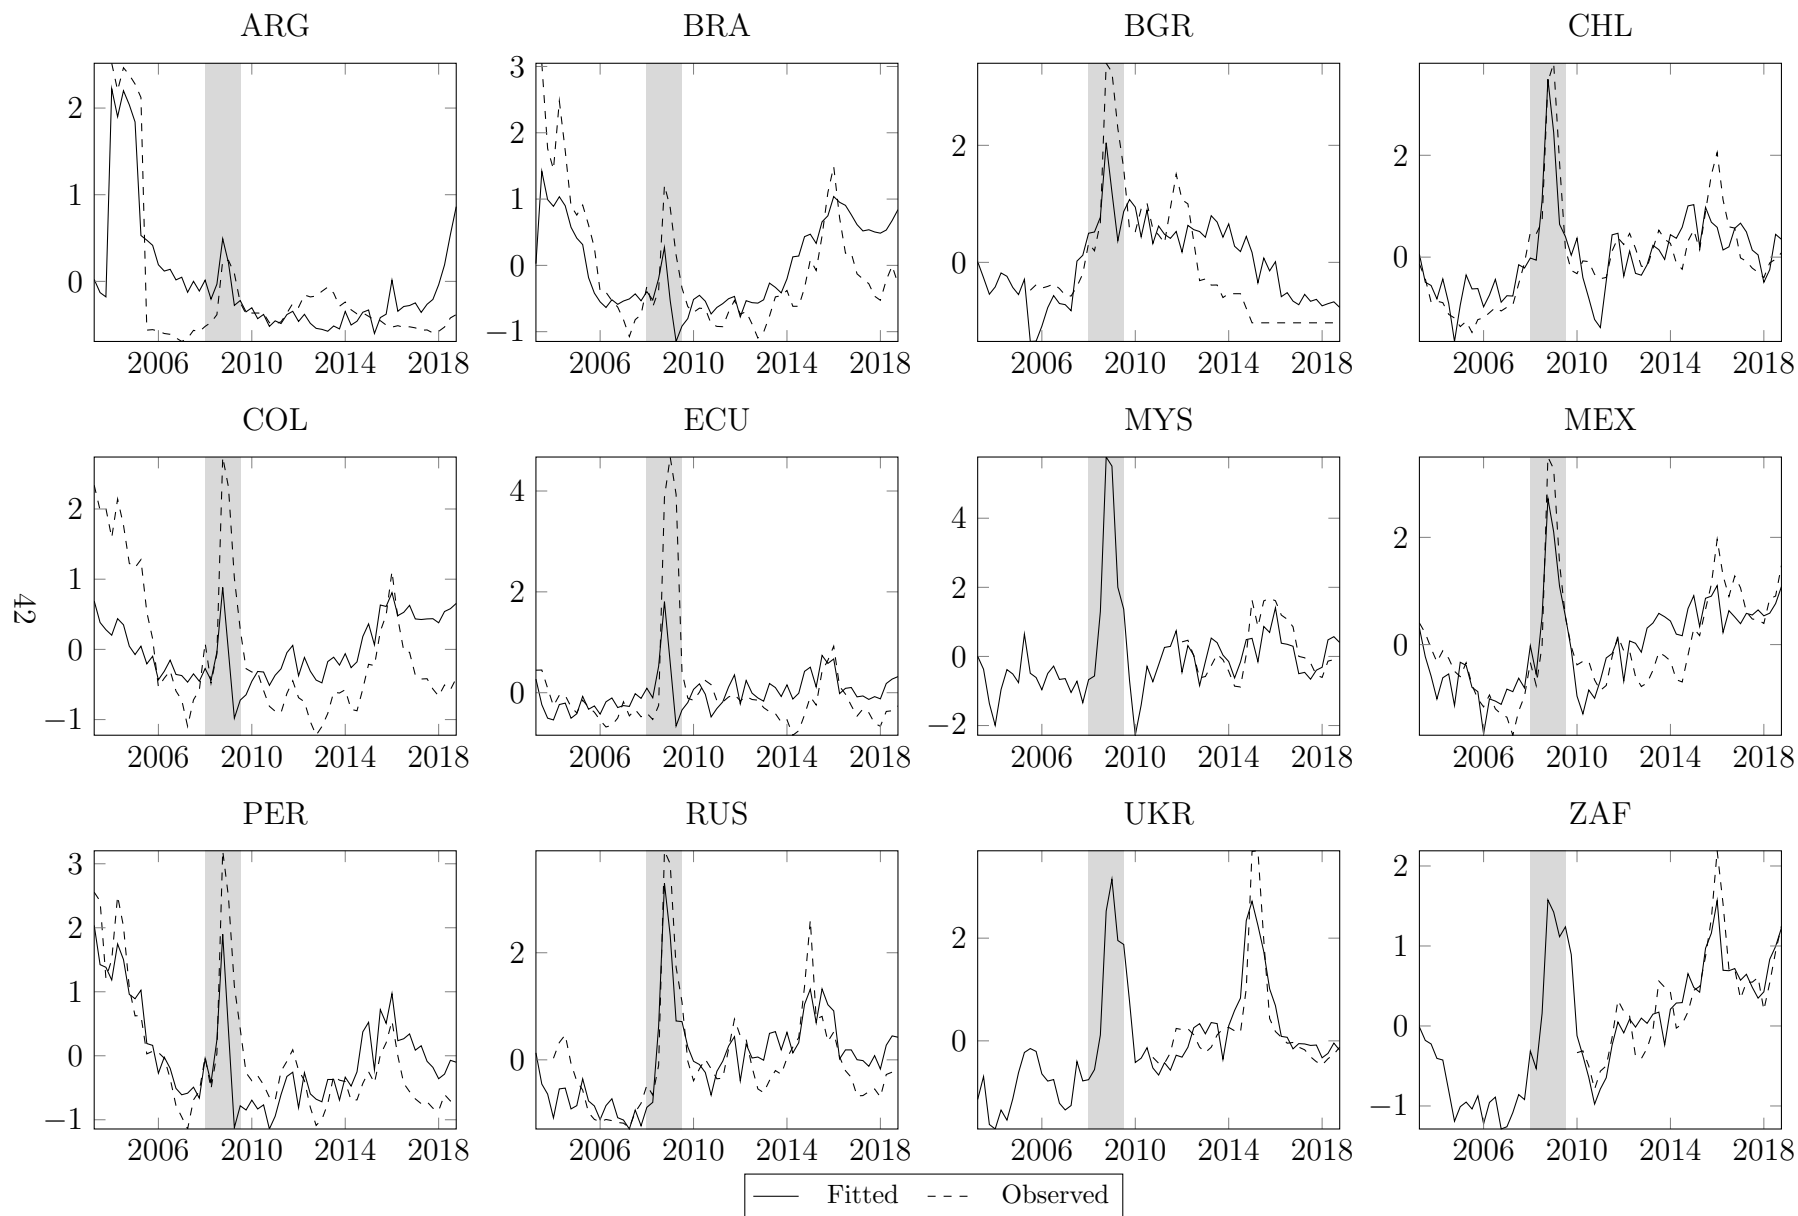 ARG BRA BGR CHL
2 1 0
3 2 1 0 −1
2 0
2 0
2006 2010 2014 2018 2006 2010 2014 2018 2006 2010 2014 2018 2006 2010 2014 2018
COL ECU MYS MEX
2 1 0 −1
4 2 0
4 2 0 −2
2 0
2006 2010 2014 2018 2006 2010 2014 2018 2006 2010 2014 2018 2006 2010 2014 2018
42
PER RUS UKR ZAF
3 2 1 0 −1
2 0
2 0
2 1 0 −1
2006 2010 2014 2018 2006 2010 2014 2018 2006 2010 2014 2018 2006 2010 2014 2018
Fitted Observed